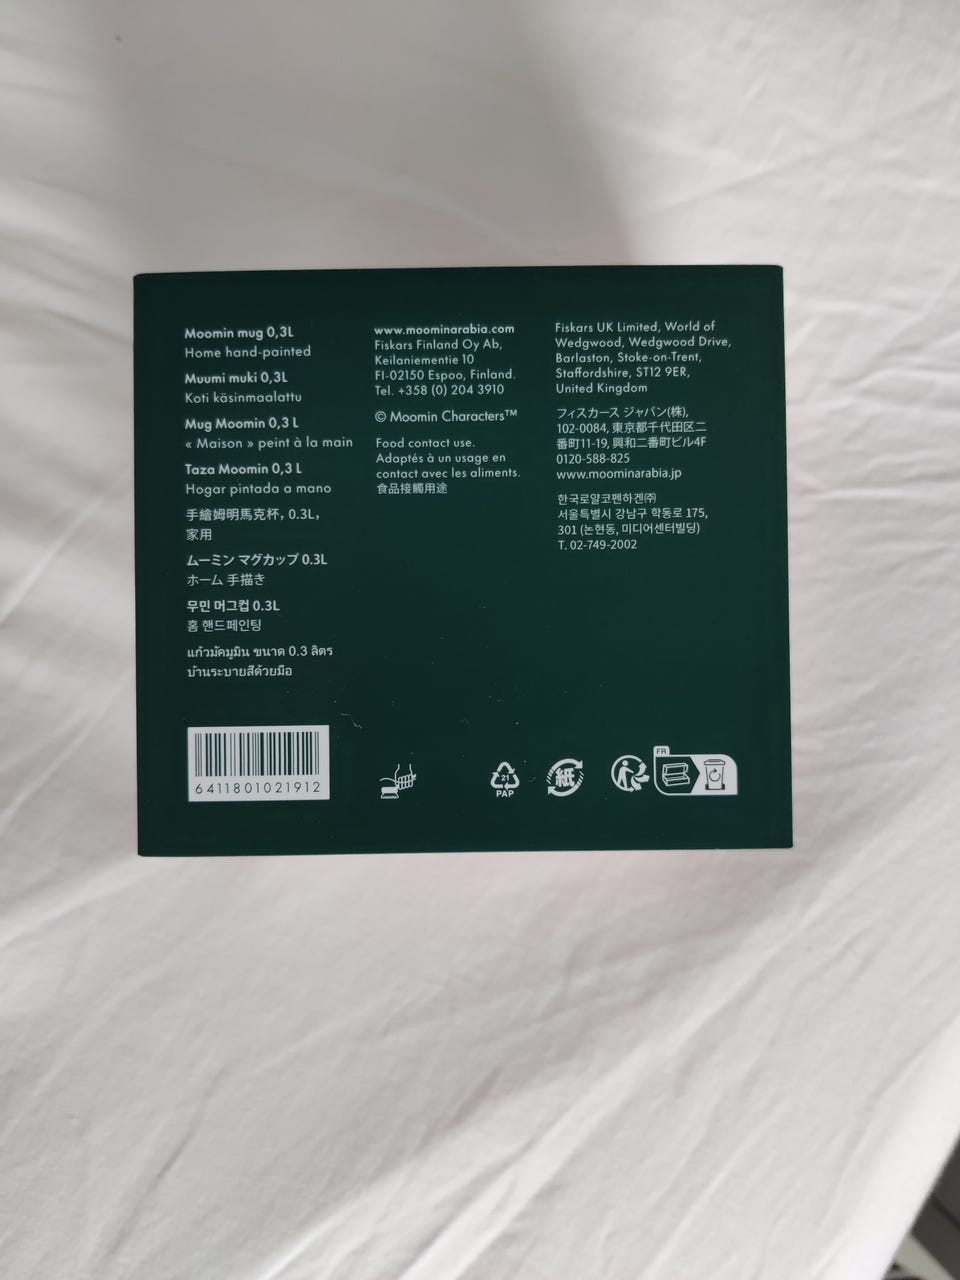 Moomin mug 0,3L
Home hand-painted
Muumi muki 0,3L
Koti käsinmaalattu
Mug Moomin 0,3 L
« Maison » peint à la main
Taza Moomin 0,3 L
Hogar pintada a mano
手繪姆明馬克杯，0.3L，
家用
ムーミン マグカップ 0.3L
ホーム 手描き
무민 머그컵 0.3L
홈 핸드페인팅
แก้วมัคมูมิน ขนาด 0.3 ลิตร
บ้านระบายสีด้วยมือ
www.moominarabia.com
Fiskars Finland Oy Ab,
Keilaniementie 10
FI-02150 Espoo, Finland.
Tel. +358 (0) 204 3910
© Moomin Characters™
Food contact use.
Adaptés à un usage en
contact avec les aliments.
食品接觸用途
Fiskars UK Limited, World of
Wedgwood, Wedgwood Drive,
Barlaston, Stoke-on-Trent,
Staffordshire, ST12 9ER,
United Kingdom
フィスカース ジャパン(株),
102-0084, 東京都千代田区二
番町11-19, 興和二番町ビル4F
0120-588-825
www.moominarabia.jp
한국로얄코펜하겐㈜
서울특별시 강남구 학동로 175,
301 (논현동, 미디어센터빌딩)
T. 02-749-2002
6411801021912
21
PAP
紙
FR